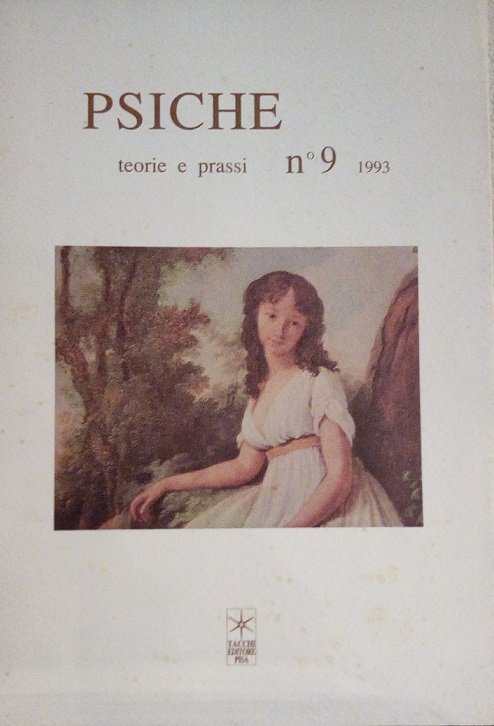 PSICHE
teorie e prassi n° 9 1993
TACCHI
EDITORE
PISA